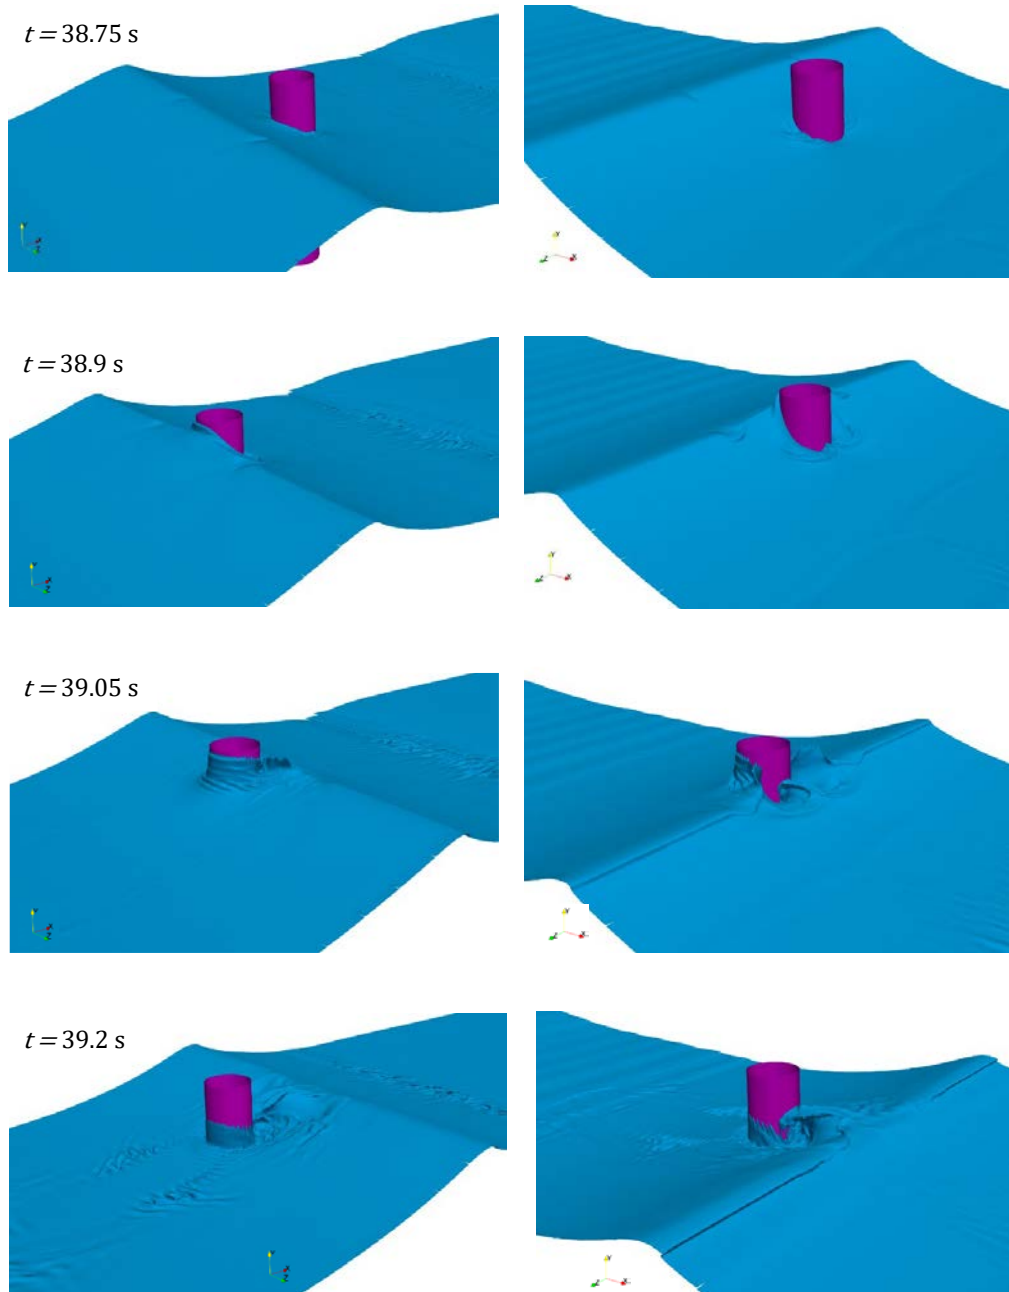 t = 38.75 s
t = 38.9 s
t = 39.05 s
t = 39.2 s